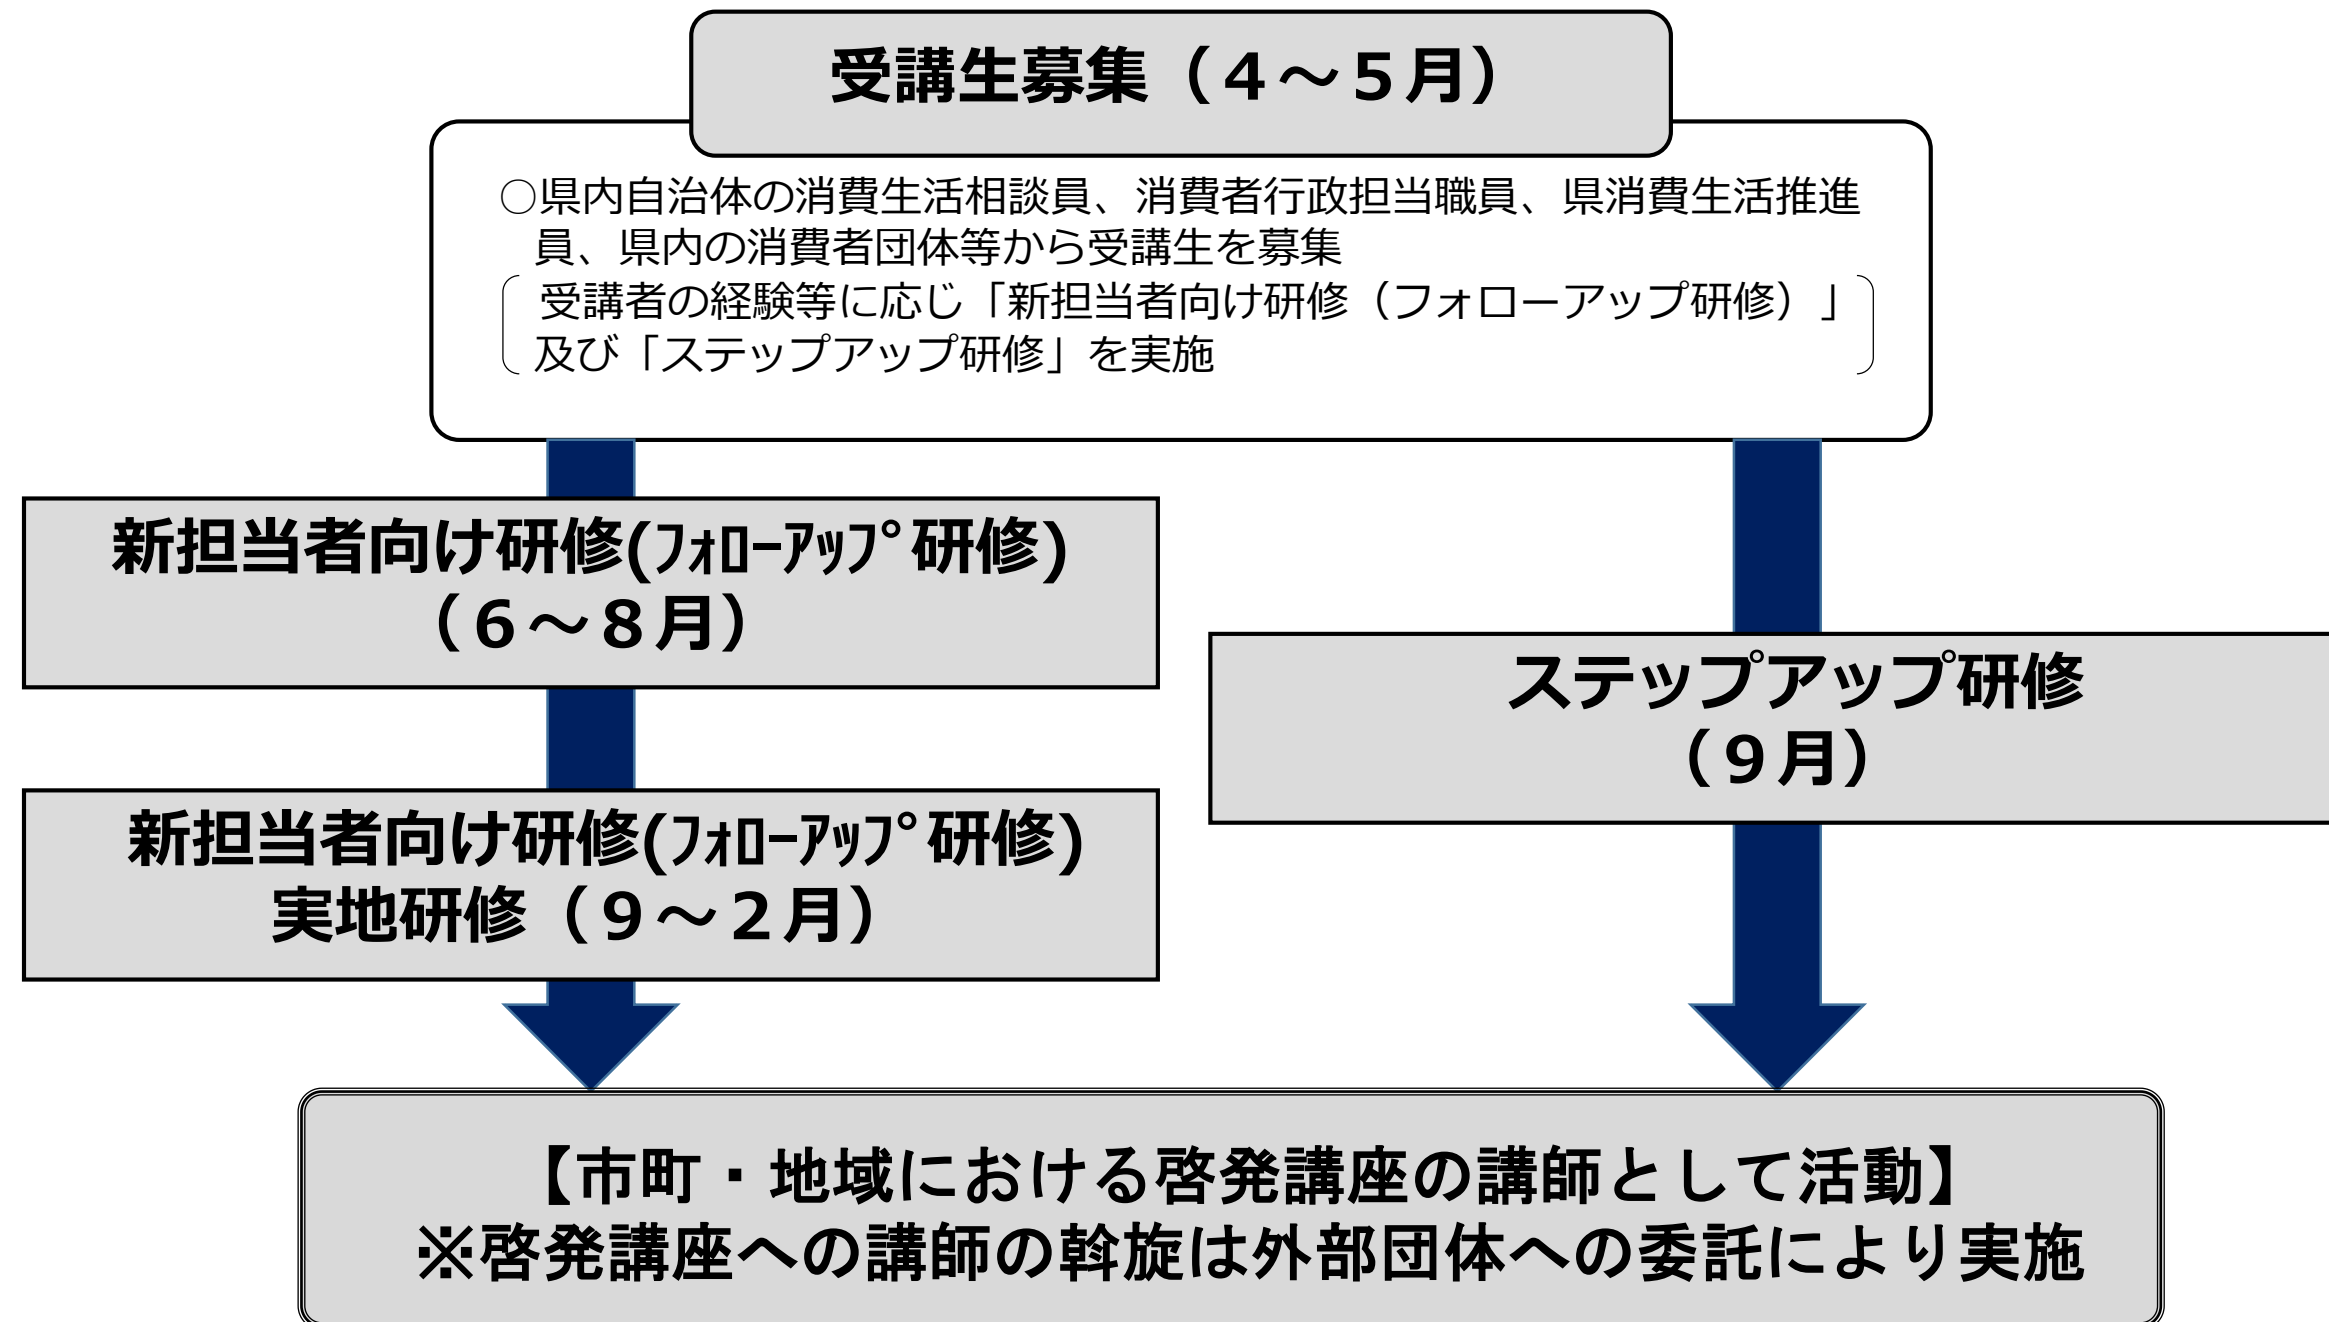 受講生募集（４～５月）
○県内自治体の消費生活相談員、消費者行政担当職員、県消費生活推進
員、県内の消費者団体等から受講生を募集
受講者の経験等に応じ「新担当者向け研修（フォローアップ研修）」
及び「ステップアップ研修」を実施
新担当者向け研修(ﾌｫﾛｰｱｯﾌﾟ研修)
（６～８月）
ステップアップ研修
（９月）
新担当者向け研修(ﾌｫﾛｰｱｯﾌﾟ研修)
実地研修（９～２月）
【市町・地域における啓発講座の講師として活動】
※啓発講座への講師の斡旋は外部団体への委託により実施